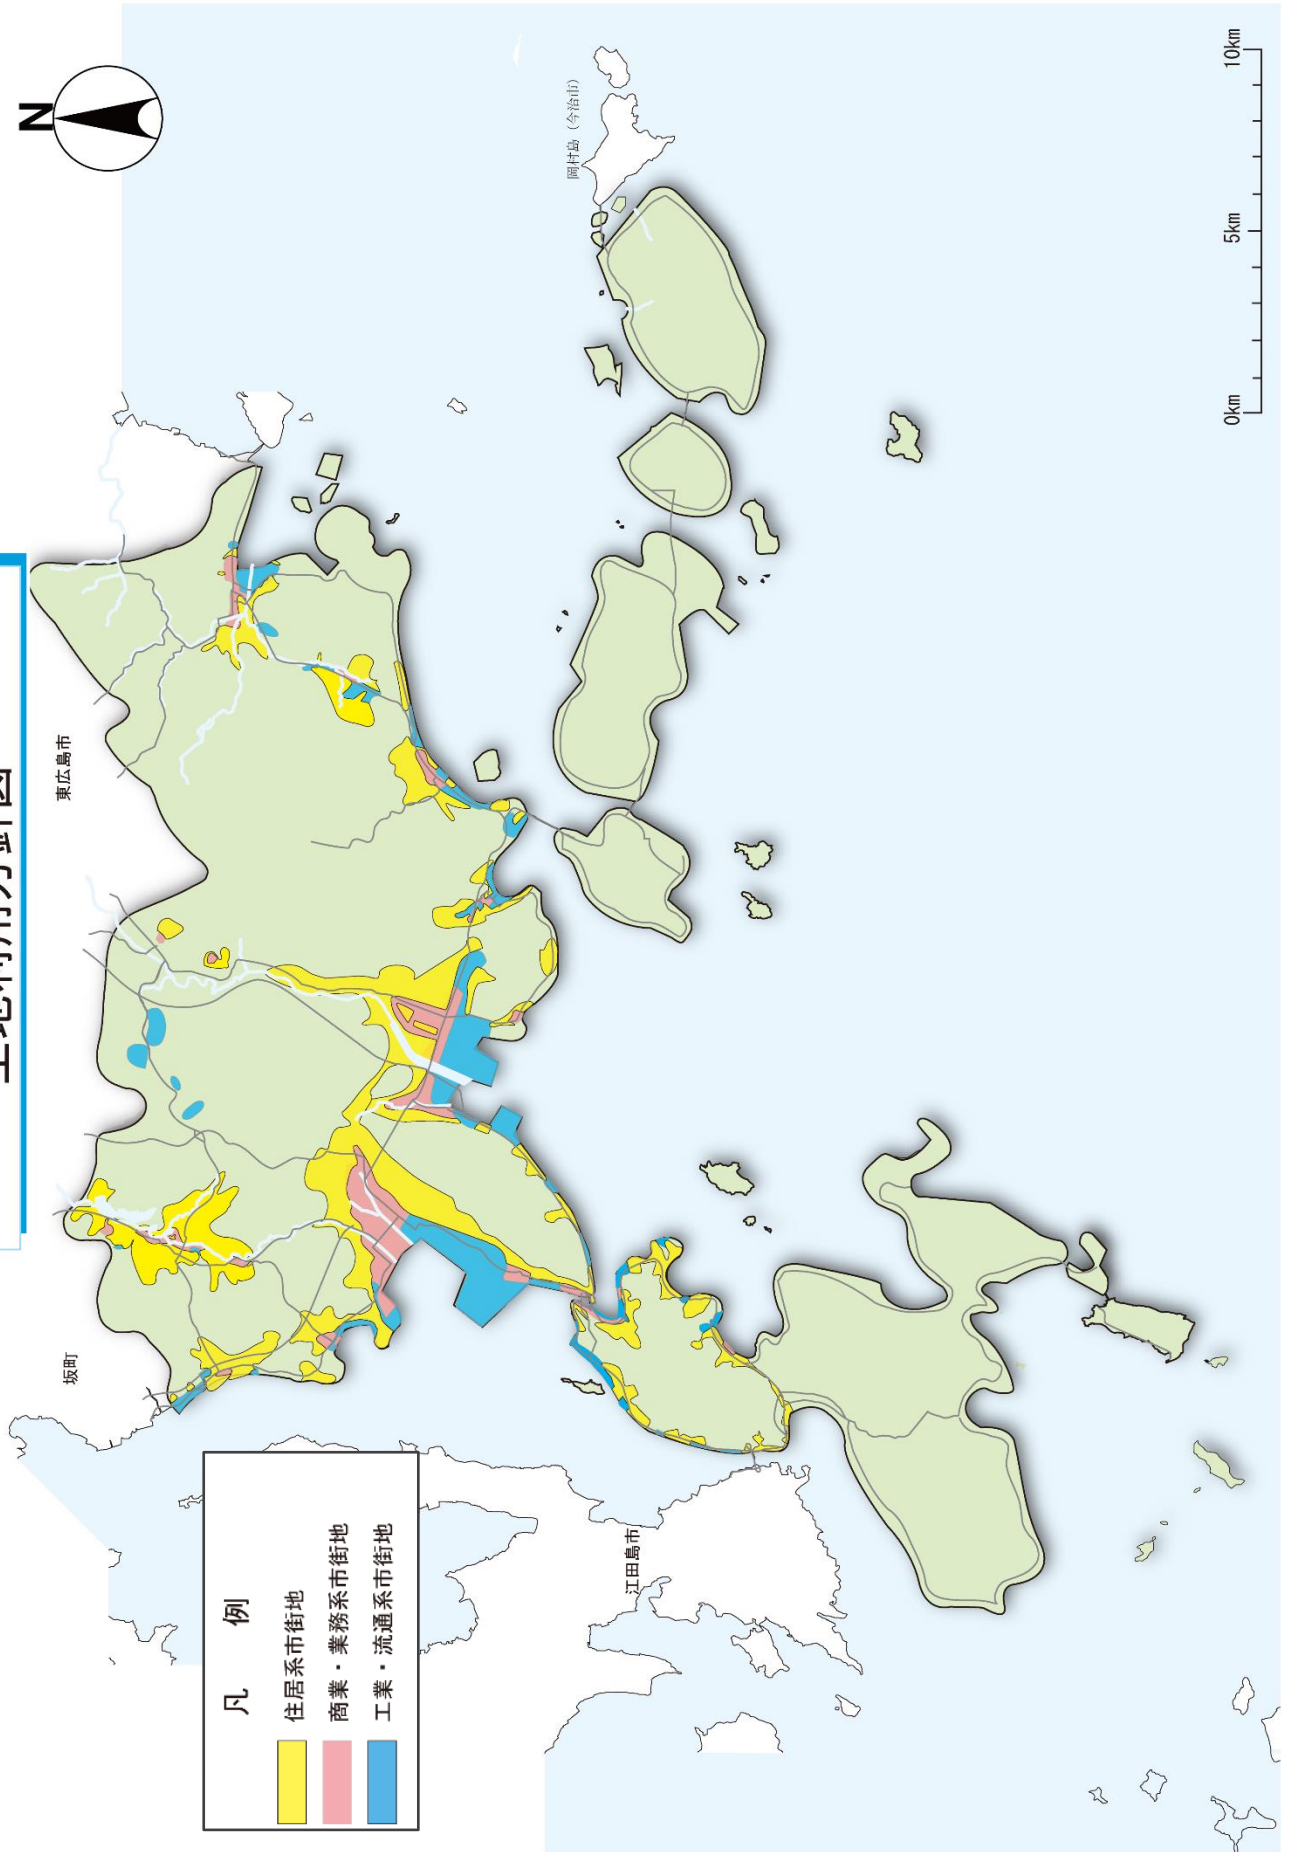 土地利用方針図
N
東広島市
坂町
江田島市
岡村島（今治市）
凡例
住居系市街地
商業・業務系市街地
工業・流通系市街地
0km 5km 10km